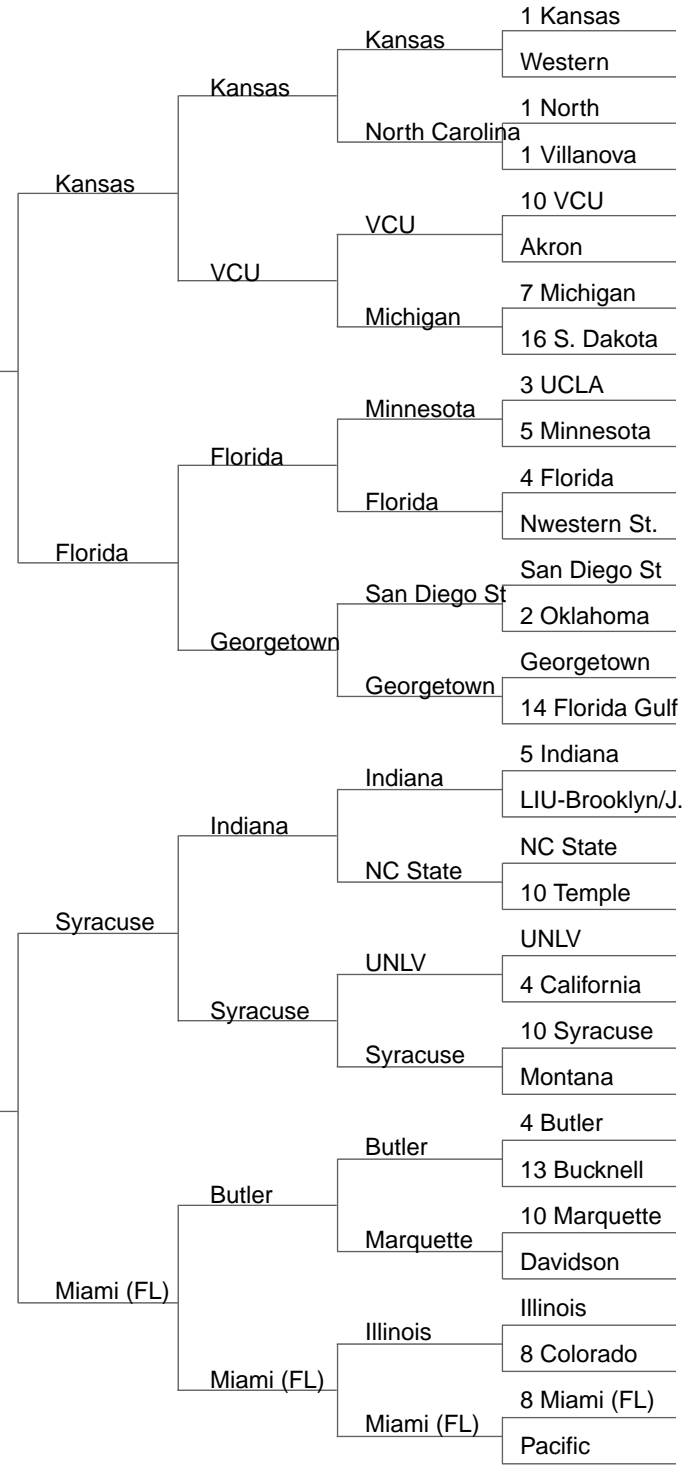 1 Kansas
Kansas
Western
Kansas
1 North
North Carolina
1 Villanova
Kansas
10 VCU
VCU
Akron
VCU
7 Michigan
Michigan
16 S. Dakota
3 UCLA
Minnesota
5 Minnesota
Florida
4 Florida
Florida
Nwestern St.
Florida
San Diego St
San Diego St
2 Oklahoma
Georgetown
Georgetown
Georgetown
14 Florida Gulf
5 Indiana
Indiana
LIU-Brooklyn/J.
Indiana
NC State
NC State
10 Temple
Syracuse
UNLV
UNLV
4 California
Syracuse
10 Syracuse
Syracuse
Montana
4 Butler
Butler
13 Bucknell
Butler
10 Marquette
Marquette
Davidson
Miami (FL)
Illinois
Illinois
8 Colorado
Miami (FL)
8 Miami (FL)
Miami (FL)
Pacific